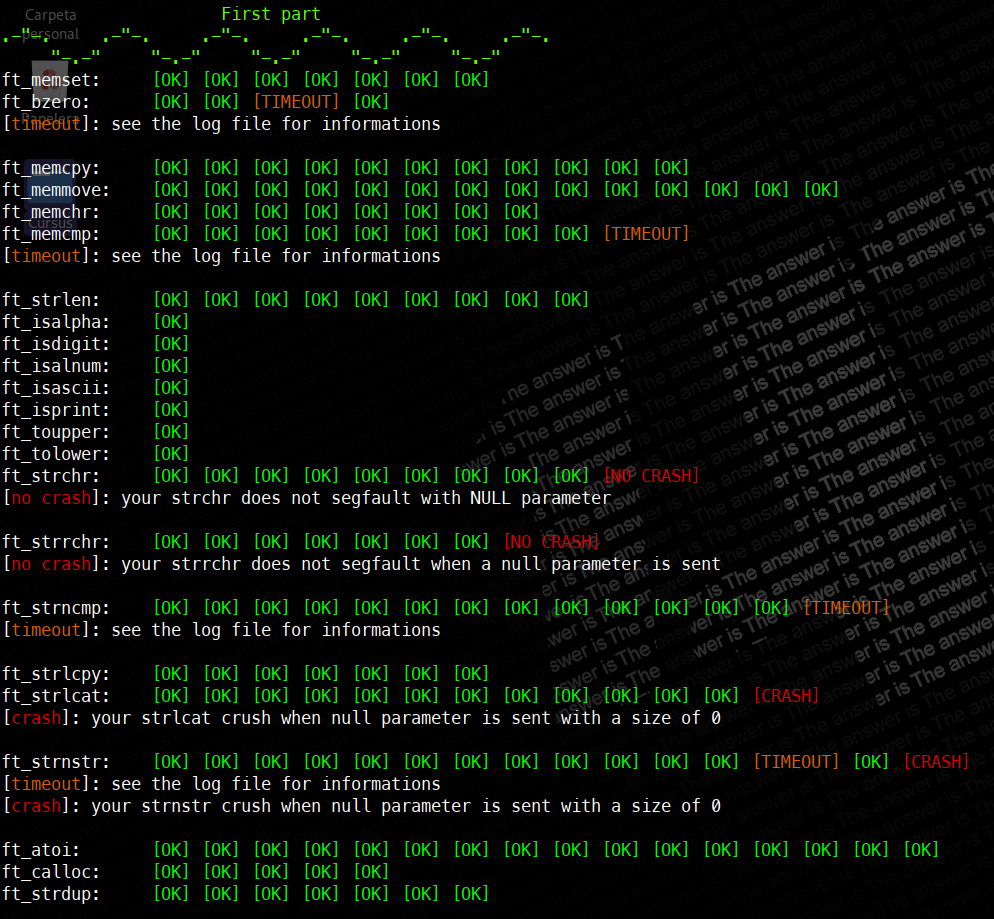 Carpeta personal
Papelera
Cursus
First part
.-"-. .-"-. .-"-. .-"-. .-"-. .-"-.
"-.-" "-.-" "-.-" "-.-" "-.-"
ft_memset: [OK] [OK] [OK] [OK] [OK] [OK] [OK]
ft_bzero: [OK] [OK] [TIMEOUT] [OK]
[timeout]: see the log file for informations
ft_memcpy: [OK] [OK] [OK] [OK] [OK] [OK] [OK] [OK] [OK] [OK] [OK]
ft_memmove: [OK] [OK] [OK] [OK] [OK] [OK] [OK] [OK] [OK] [OK] [OK] [OK] [OK] [OK]
ft_memchr: [OK] [OK] [OK] [OK] [OK] [OK] [OK] [OK]
ft_memcmp: [OK] [OK] [OK] [OK] [OK] [OK] [OK] [OK] [OK] [TIMEOUT]
[timeout]: see the log file for informations
ft_strlen: [OK] [OK] [OK] [OK] [OK] [OK] [OK] [OK] [OK]
ft_isalpha: [OK]
ft_isdigit: [OK]
ft_isalnum: [OK]
ft_isascii: [OK]
ft_isprint: [OK]
ft_toupper: [OK]
ft_tolower: [OK]
ft_strchr: [OK] [OK] [OK] [OK] [OK] [OK] [OK] [OK] [OK] [NO CRASH]
[no crash]: your strchr does not segfault with NULL parameter
ft_strrchr: [OK] [OK] [OK] [OK] [OK] [OK] [OK] [NO CRASH]
[no crash]: your strrchr does not segfault when a null parameter is sent
ft_strncmp: [OK] [OK] [OK] [OK] [OK] [OK] [OK] [OK] [OK] [OK] [OK] [OK] [OK] [TIMEOUT]
[timeout]: see the log file for informations
ft_strlcpy: [OK] [OK] [OK] [OK] [OK] [OK] [OK]
ft_strlcat: [OK] [OK] [OK] [OK] [OK] [OK] [OK] [OK] [OK] [OK] [OK] [OK] [CRASH]
[crash]: your strlcat crush when null parameter is sent with a size of 0
ft_strnstr: [OK] [OK] [OK] [OK] [OK] [OK] [OK] [OK] [OK] [OK] [OK] [OK] [TIMEOUT] [OK] [CRASH]
[timeout]: see the log file for informations
[crash]: your strnstr crush when null parameter is sent with a size of 0
ft_atoi: [OK] [OK] [OK] [OK] [OK] [OK] [OK] [OK] [OK] [OK] [OK] [OK] [OK] [OK] [OK] [OK]
ft_calloc: [OK] [OK] [OK] [OK] [OK]
ft_strdup: [OK] [OK] [OK] [OK] [OK] [OK] [OK]
The answer is The answer is The answer is